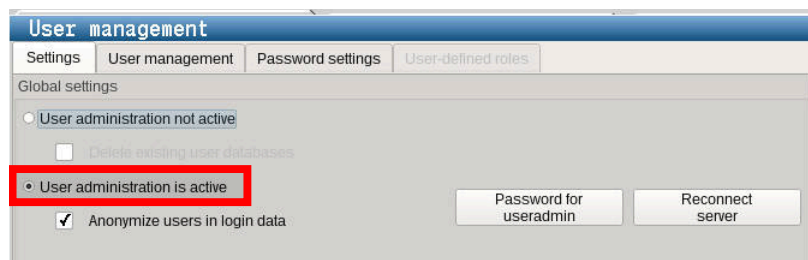 User management
Settings
User management
Password settings
User-defined roles
Global settings
User administration not active
Delete existing user databases
User administration is active
Anonymize users in login data
Password for
useradmin
Reconnect
server